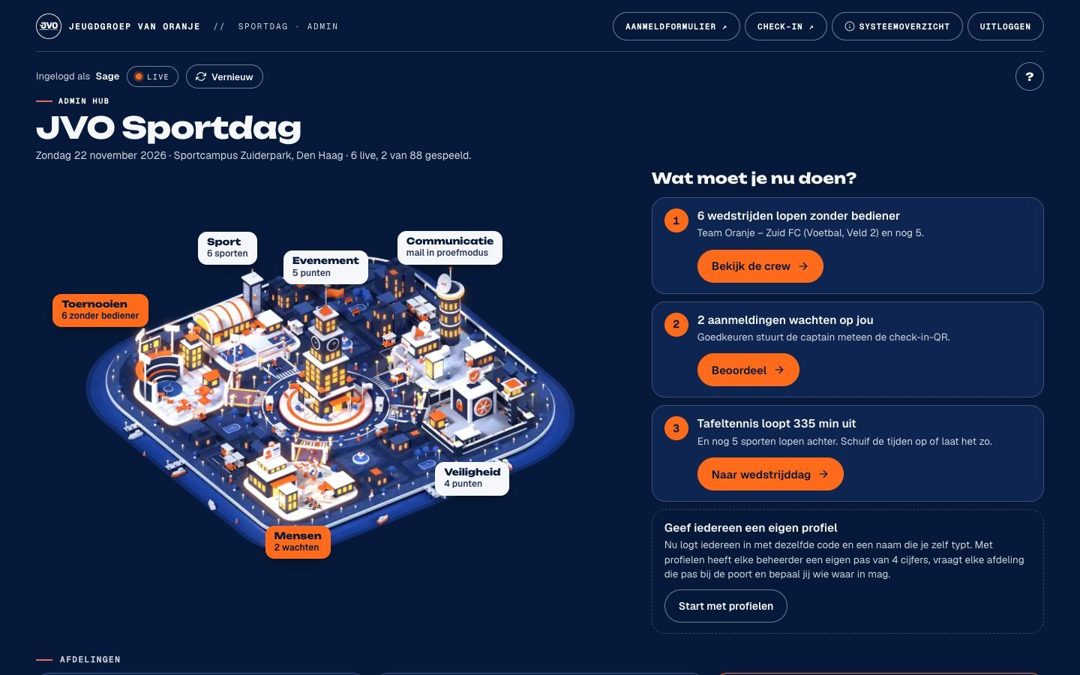 JVO JEUGDGROEP VAN ORANJE // SPORTDAG · ADMIN
AANMELDFORMULIER ↗
CHECK-IN ↗
SYSTEEMOVERZICHT
UITLOGGEN
Ingelogd als Sage
LIVE
Vernieuw
?
ADMIN HUB
JVO Sportdag
Zondag 22 november 2026 · Sportcampus Zuiderpark, Den Haag · 6 live, 2 van 88 gespeeld.
Sport
6 sporten
Evenement
5 punten
Communicatie
mail in proefmodus
Toernooien
6 zonder bediener
Veiligheid
4 punten
Mensen
2 wachten
Wat moet je nu doen?
1
6 wedstrijden lopen zonder bediener
Team Oranje – Zuid FC (Voetbal, Veld 2) en nog 5.
Bekijk de crew →
2
2 aanmeldingen wachten op jou
Goedkeuren stuurt de captain meteen de check-in-QR.
Beoordeel →
3
Tafeltennis loopt 335 min uit
En nog 5 sporten lopen achter. Schuif de tijden op of laat het zo.
Naar wedstrijddag →
Geef iedereen een eigen profiel
Nu logt iedereen in met dezelfde code en een naam die je zelf typt. Met
profielen heeft elke beheerder een eigen pas van 4 cijfers, vraagt elke afdeling
die pas bij de poort en bepaal jij wie waar in mag.
Start met profielen
AFDELINGEN